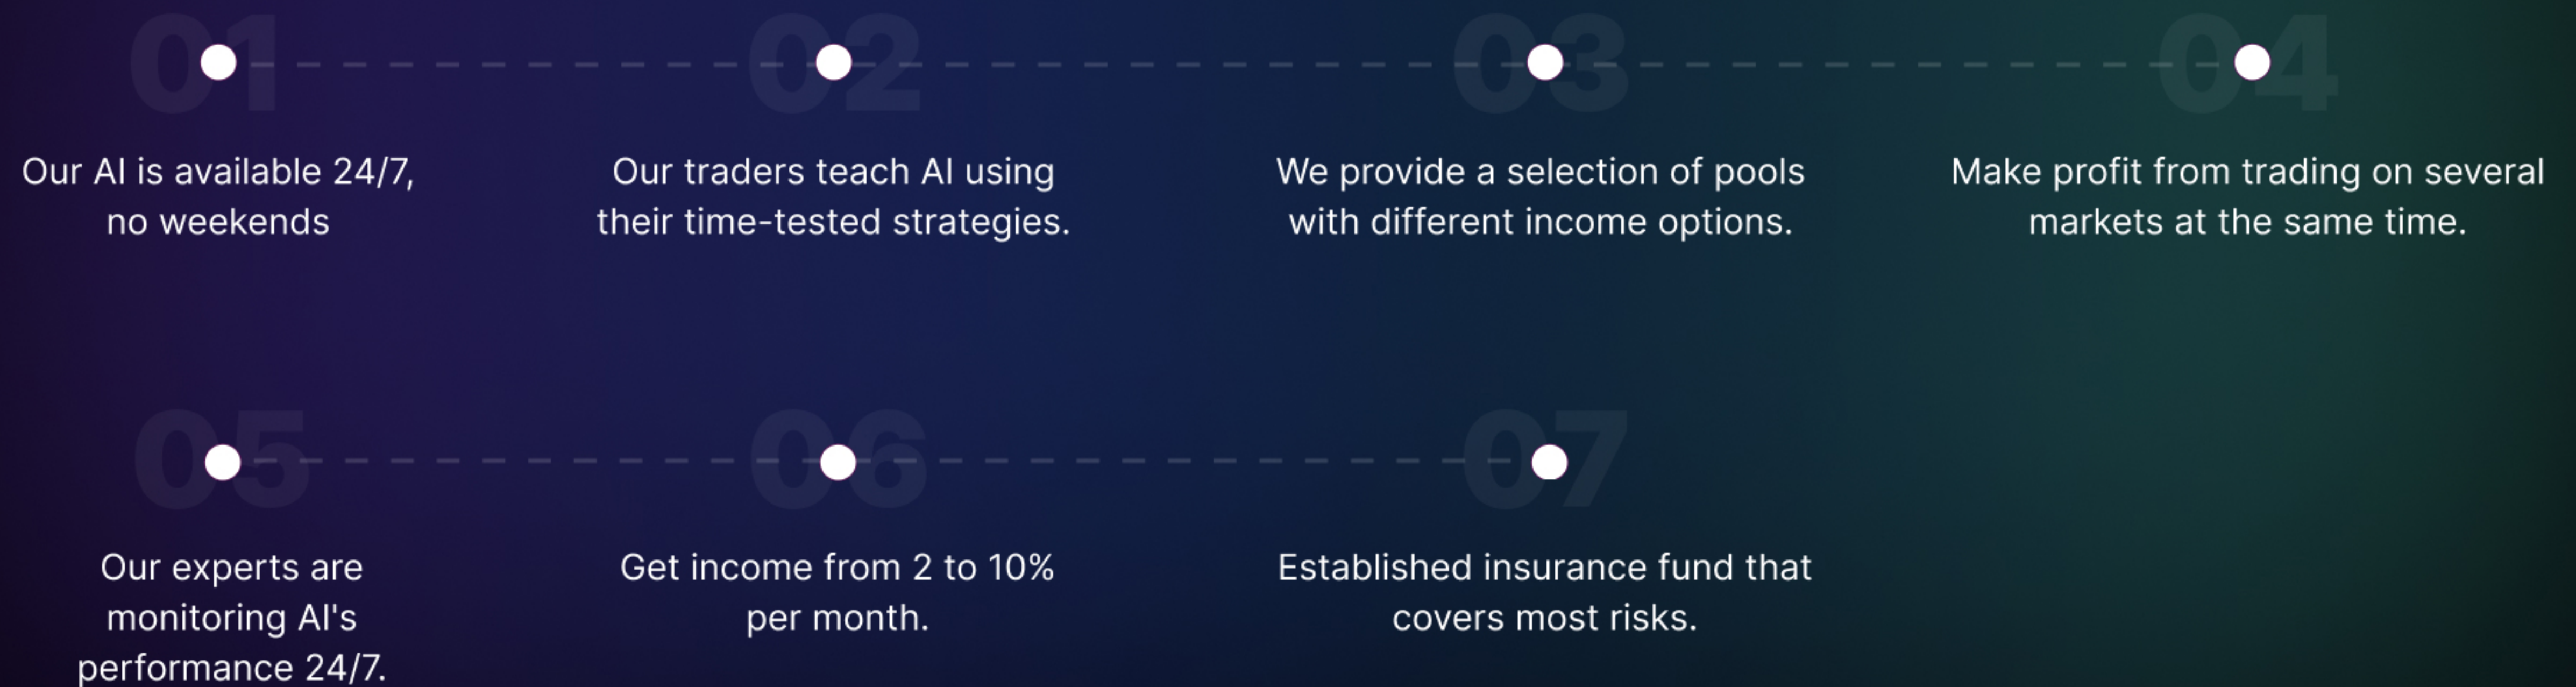 01
Our AI is available 24/7,
no weekends
02
Our traders teach AI using
their time-tested strategies.
03
We provide a selection of pools
with different income options.
04
Make profit from trading on several
markets at the same time.
05
Our experts are
monitoring AI's
performance 24/7.
06
Get income from 2 to 10%
per month.
07
Established insurance fund that
covers most risks.